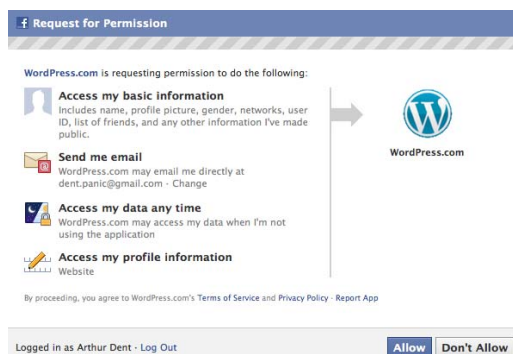 f Request for Permission
WordPress.com is requesting permission to do the following:
Access my basic information
Includes name, profile picture, gender, networks, user
ID, list of friends, and any other information I've made
public.
WordPress.com
Send me email
WordPress.com may email me directly at
dent.panic@gmail.com · Change
Access my data any time
WordPress.com may access my data when I'm not
using the application
Access my profile information
Website
By proceeding, you agree to WordPress.com's Terms of Service and Privacy Policy · Report App
Logged in as Arthur Dent · Log Out
Allow
Don't Allow